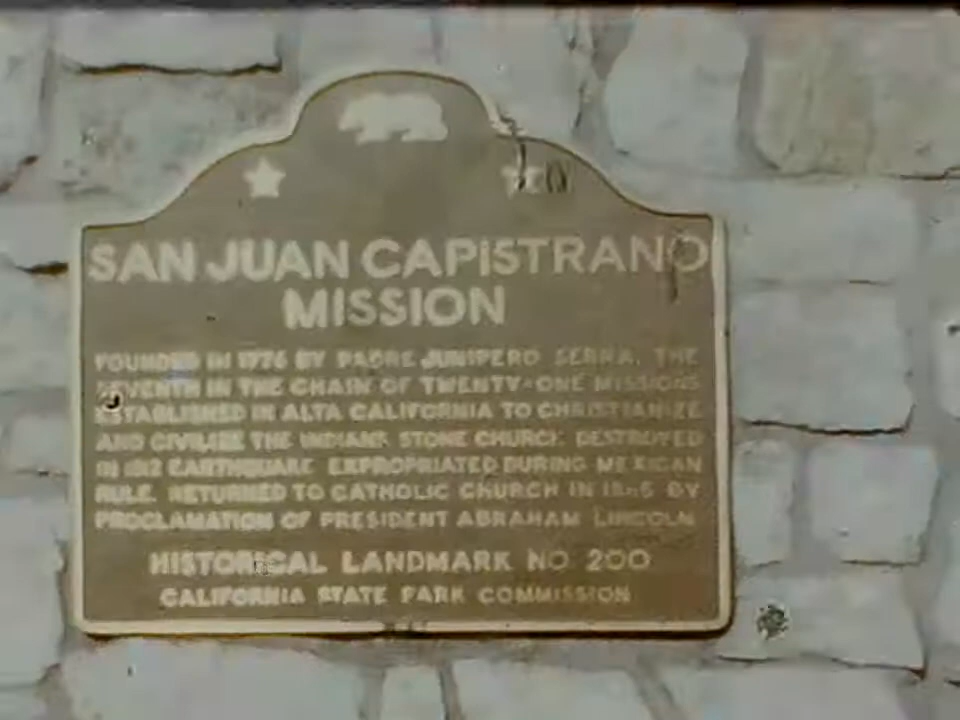 SAN JUAN CAPISTRANO
MISSION
FOUNDED IN 1776 BY PADRE JUNIPERO SERRA, THE
SEVENTH IN THE CHAIN OF TWENTY-ONE MISSIONS
ESTABLISHED IN ALTA CALIFORNIA TO CHRISTIANIZE
AND CIVILIZE THE INDIANS STONE CHURCH DESTROYED
IN 1812 EARTHQUAKE EXPROPRIATED DURING MEXICAN
RULE. RETURNED TO CATHOLIC CHURCH IN BY
PROCLAMATION OF PRESIDENT ABRAHAM LINCOLN
HISTORICAL LANDMARK NO 200
CALIFORNIA STATE PARK COMMISSION